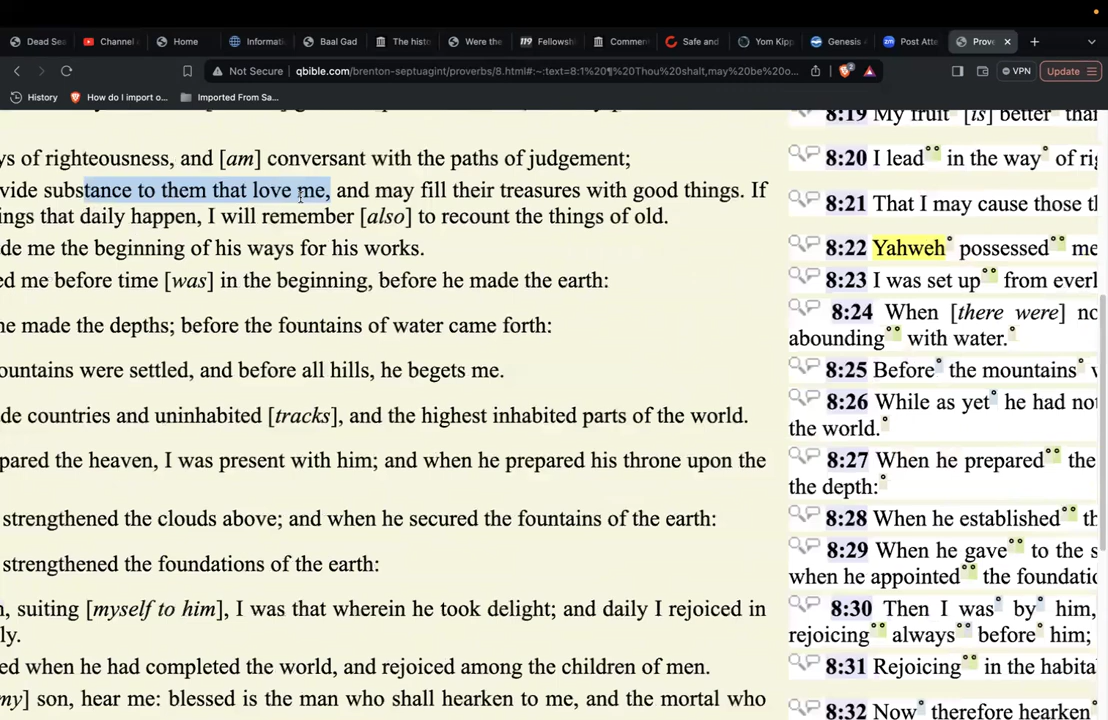 Dead Sea
Channel
Home
Informati
Baal Gad
The histo
Were the
119 Fellowsh
Comment
Safe and
Yom Kipp
Genesis
zm Post Atte
Prove
Not Secure qbible.com/brenton-septuagint/proverbs/8.html#:~:text=8:1%20¶%20Thou%20shalt,may%20be%20o...
2
VPN
Update
History
How do I import o...
Imported From Sa...
8:19 My fruit [is] better than
ys of righteousness, and [am] conversant with the paths of judgement;
8:20 I lead in the way of rig
vide substance to them that love me, and may fill their treasures with good things. If
8:21 That I may cause those th
ings that daily happen, I will remember [also] to recount the things of old.
de me the beginning of his ways for his works.
8:22 Yahweh possessed me
ed me before time [was] in the beginning, before he made the earth:
8:23 I was set up from everl
he made the depths; before the fountains of water came forth:
8:24 When [there were] no
abounding with water.
ountains were settled, and before all hills, he begets me.
8:25 Before the mountains w
de countries and uninhabited [tracks], and the highest inhabited parts of the world.
8:26 While as yet he had not
the world.
pared the heaven, I was present with him; and when he prepared his throne upon the
8:27 When he prepared the
the depth:
strengthened the clouds above; and when he secured the fountains of the earth:
8:28 When he established th
strengthened the foundations of the earth:
8:29 When he gave to the s
when he appointed the foundatio
n, suiting [myself to him], I was that wherein he took delight; and daily I rejoiced in
ly.
8:30 Then I was by him,
rejoicing always before him;
ed when he had completed the world, and rejoiced among the children of men.
8:31 Rejoicing in the habita
my] son, hear me: blessed is the man who shall hearken to me, and the mortal who
8:32 Now therefore hearken